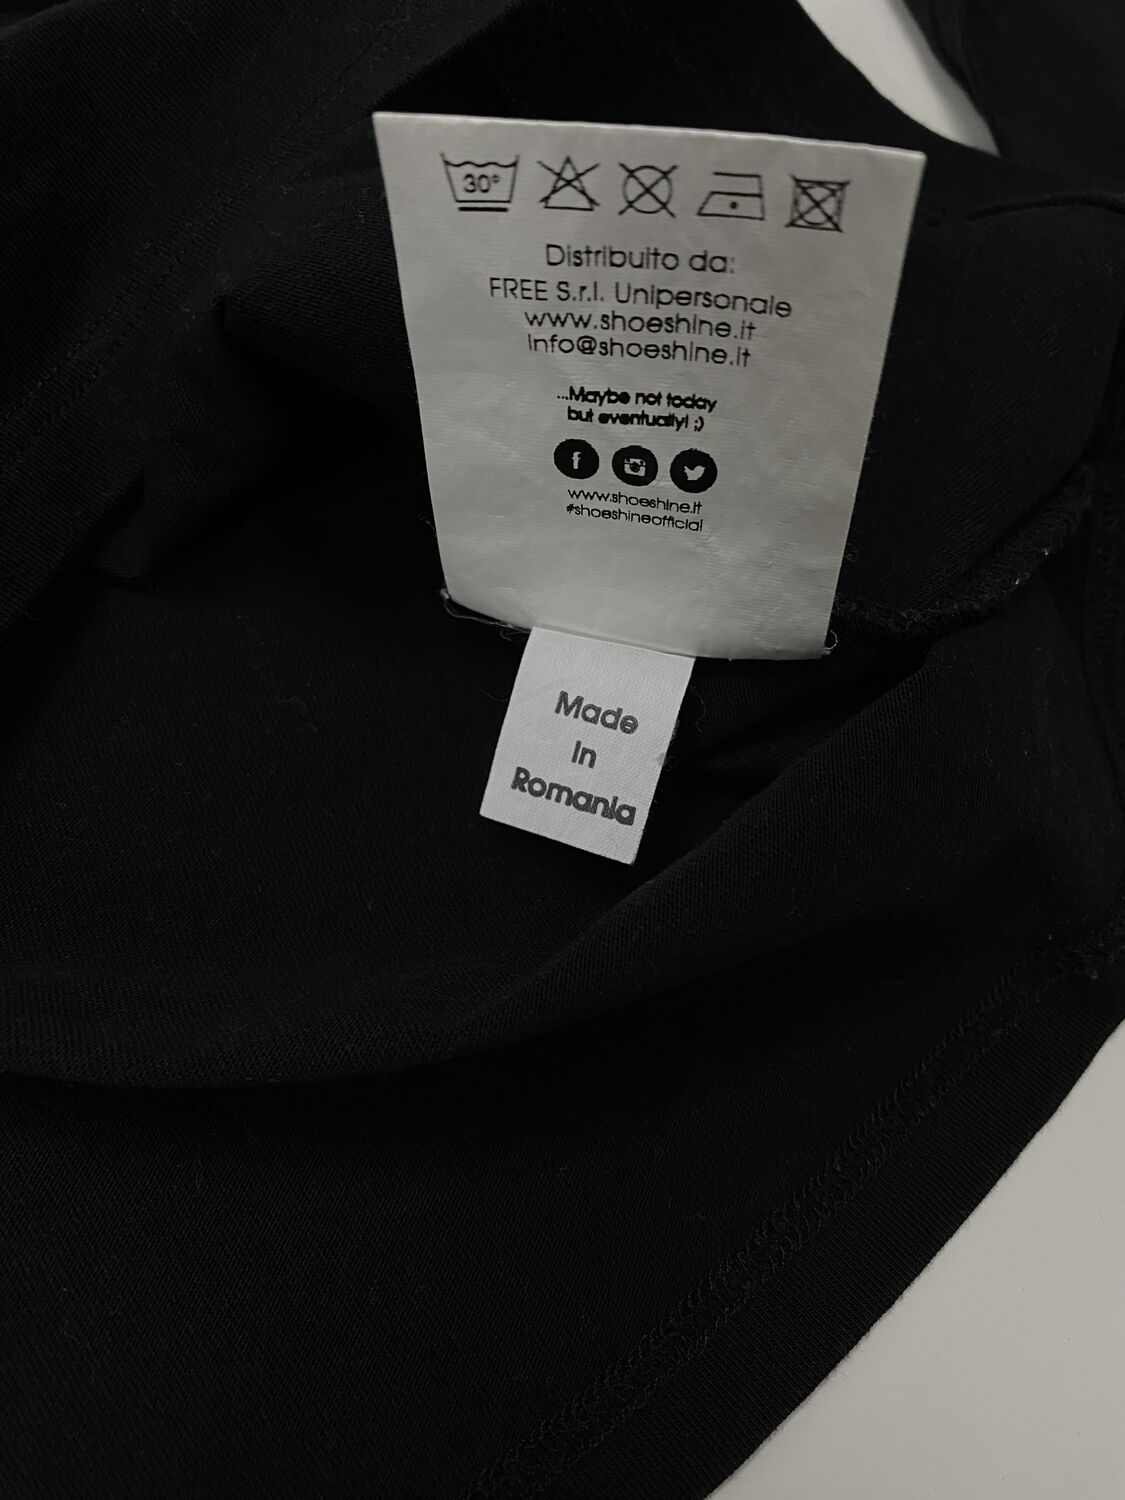 30°
Distribuito da:
FREE S.r.l. Unipersonale
www.shoeshine.it
info@shoeshine.it
...Maybe not today
but eventually! ;)
www.shoeshine.it
#shoeshineofficial
Made
In
Romania